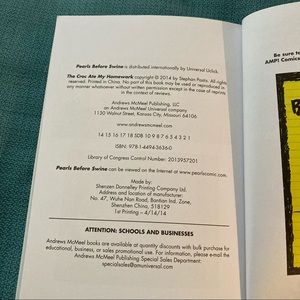 Pearls Before Swine is distributed internationally by Universal Uclick.
The Croc Ate My Homework copyright © 2014 by Stephan Pastis. All rights
reserved. Printed in China. No part of this book may be used or reproduced in
any manner whatsoever without written permission except in the case of reprints
in the context of reviews.
Andrews McMeel Publishing, LLC
an Andrews McMeel Universal company
1130 Walnut Street, Kansas City, Missouri 64106
www.andrewsmcmeel.com
14 15 16 17 18 SDB 10 9 8 7 6 5 4 3 2 1
ISBN: 978-1-4494-3636-0
Library of Congress Control Number: 2013957201
Pearls Before Swine can be viewed on the Internet at www.pearlscomic.com.
Made by:
Shenzen Donnelley Printing Company Ltd.
Address and location of manufacturer:
No. 47, Wuhe Nan Road, Bantian Ind. Zone,
Shenzhen China, 518129
1st Printing – 4/14/14
ATTENTION: SCHOOLS AND BUSINESSES
Andrews McMeel books are available at quantity discounts with bulk purchase for
educational, business, or sales promotional use. For information, please e-mail the
Andrews McMeel Publishing Special Sales Department:
specialsales@amuniversal.com
Be sure to
AMP! Comics